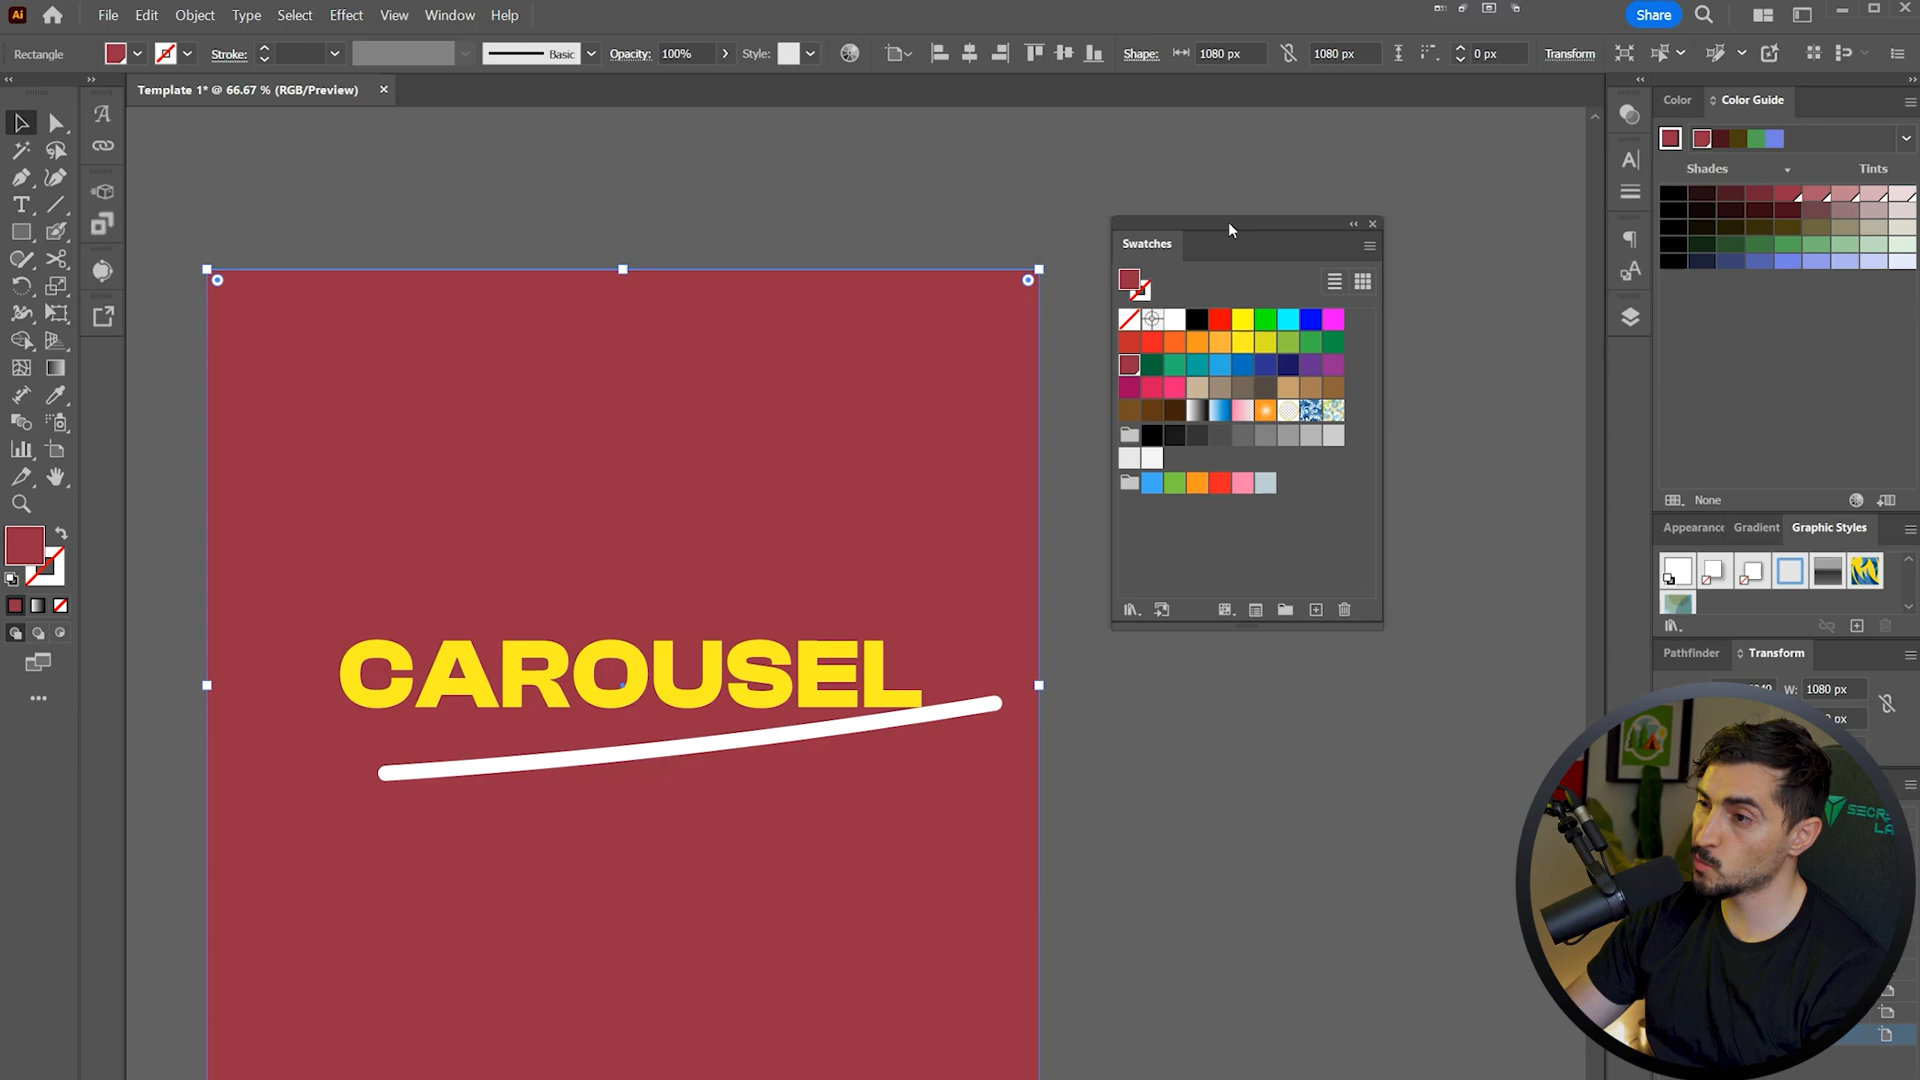 Ai File Edit Object Type Select Effect View Window Help Share
Rectangle Stroke: Basic Opacity: 100% Style: Shape: 1080 px 1080 px 0 px Transform
Template 1* @ 66.67 % (RGB/Preview)
Color Color Guide
Shades Tints
Swatches
None
Appearance Gradient Graphic Styles
Pathfinder Transform
W: 1080 px
CAROUSEL